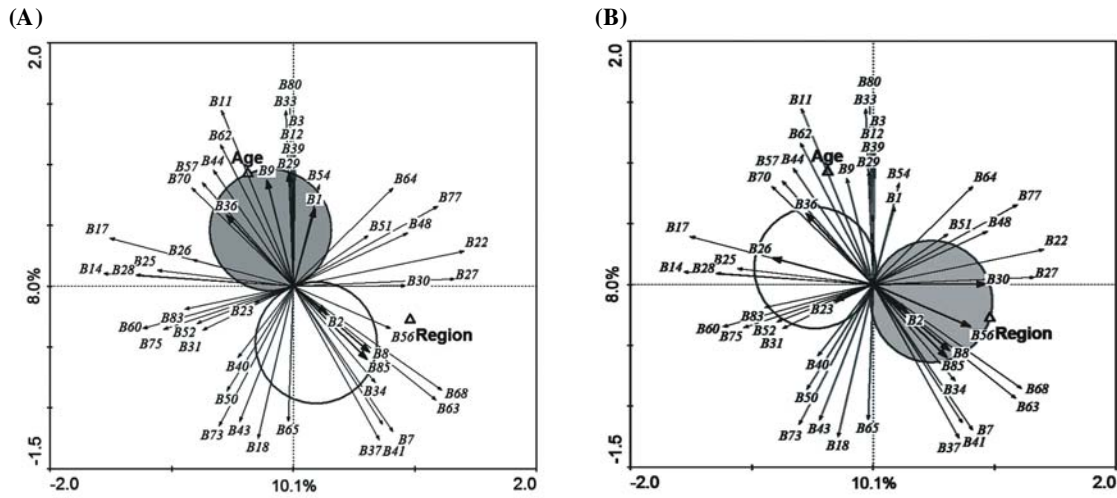 (A)
2.0
B80
B11
B33
B3
B62
B12
B39
Age
B44
B57
B9
B29
B54
B70
B1
B64
B36
B77
B17
B51
B48
B26
B22
B25
B14
B28
B30
B27
8.0%
B23
B83
B2
B60
B52
B56
Region
B75
B31
B8
B40
B85
B34
B68
B50
B63
B73
B43
B65
B7
B18
B37
B41
-1.5
-2.0
10.1%
2.0
(B)
2.0
B80
B11
B33
B3
B62
B12
B39
Age
B57
B44
B9
B29
B54
B70
B1
B64
B36
B77
B17
B51
B48
B26
B22
B25
B14
B28
B30
B27
8.0%
B23
B83
B2
B60
B52
B56
Region
B75
B31
B8
B40
B85
B34
B68
B50
B63
B73
B43
B65
B7
B18
B41
B37
-1.5
-2.0
10.1%
2.0